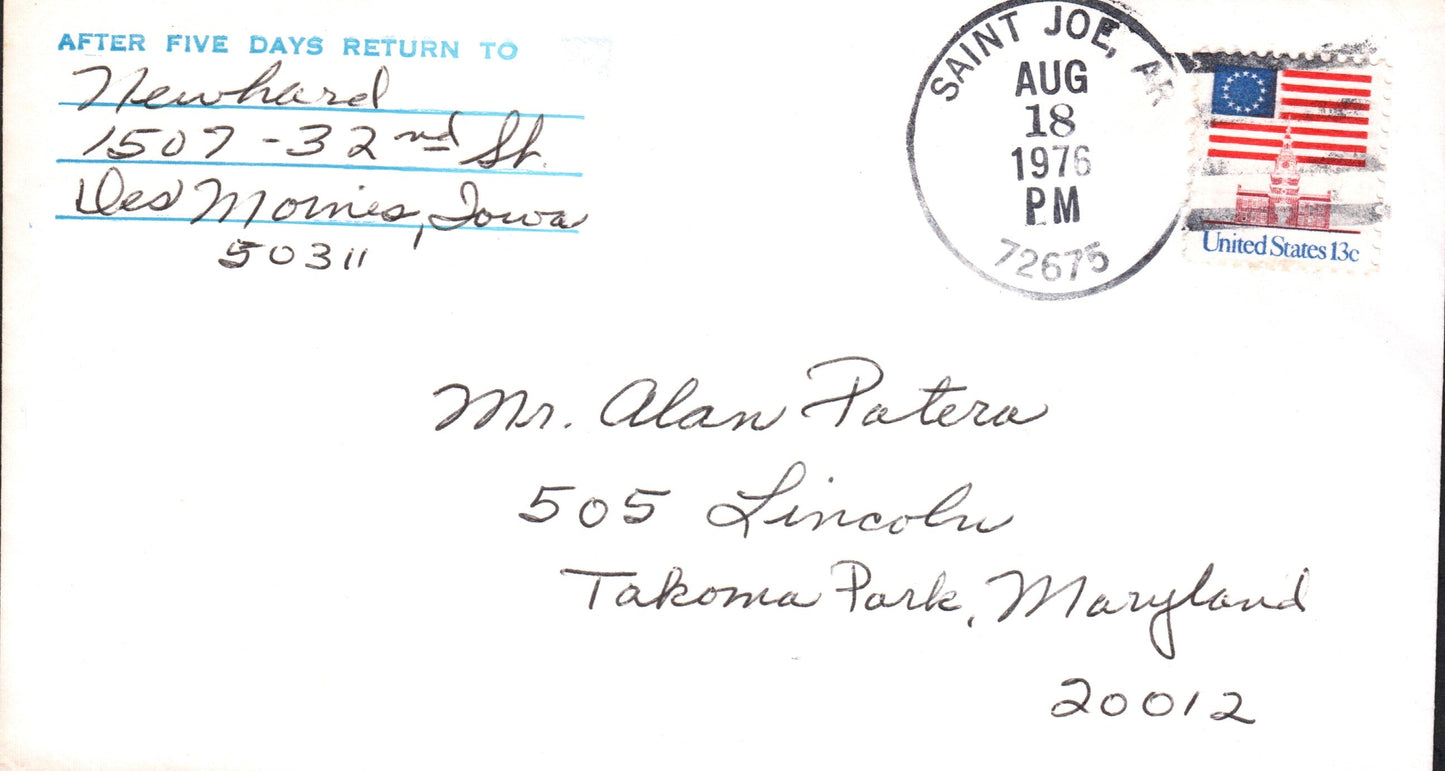 AFTER FIVE DAYS RETURN TO
Newhard
1507 - 32nd St.
Des Moines, Iowa
50311
SAINT JOE, AR
AUG
18
1976
PM
72675
United States 13c
Mr. Alan Patera
505 Lincoln
Takoma Park, Maryland
20012